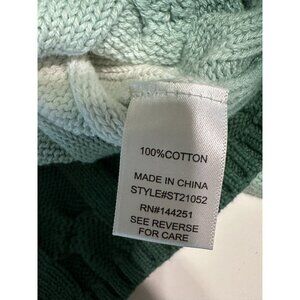 100%COTTON
MADE IN CHINA
STYLE#ST21052
RN#144251
SEE REVERSE
FOR CARE